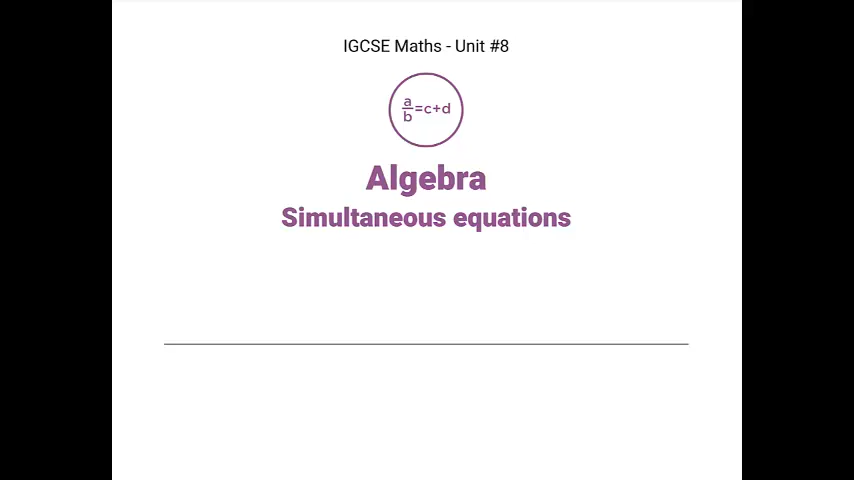 IGCSE Maths - Unit #8
a
b
=c+d
Algebra
Simultaneous equations